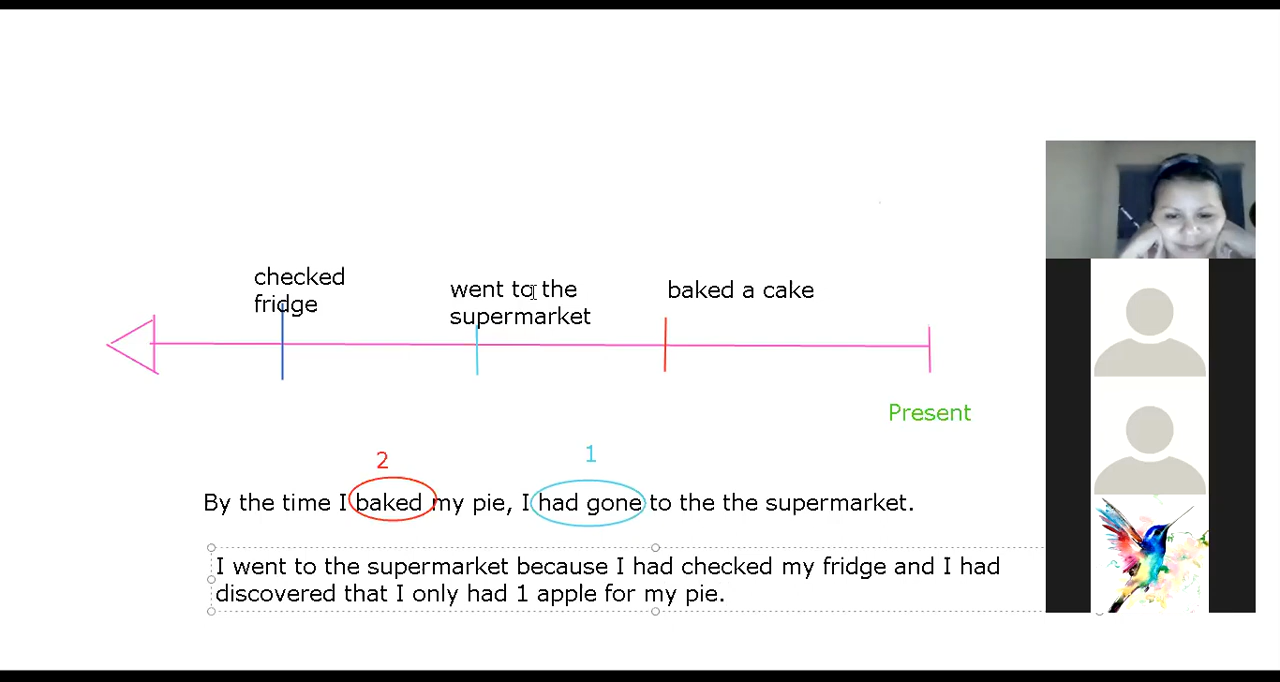 checked
fridge
went to the
supermarket
baked a cake
Present
2
1
By the time I baked my pie, I had gone to the the supermarket.
I went to the supermarket because I had checked my fridge and I had
discovered that I only had 1 apple for my pie.